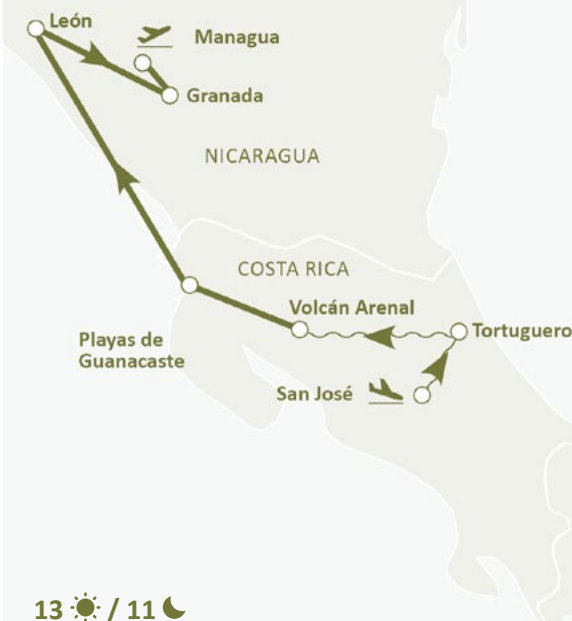 León
Managua
Granada
NICARAGUA
COSTA RICA
Volcán Arenal
Playas de
Guanacaste
Tortuguero
San José
13 / 11